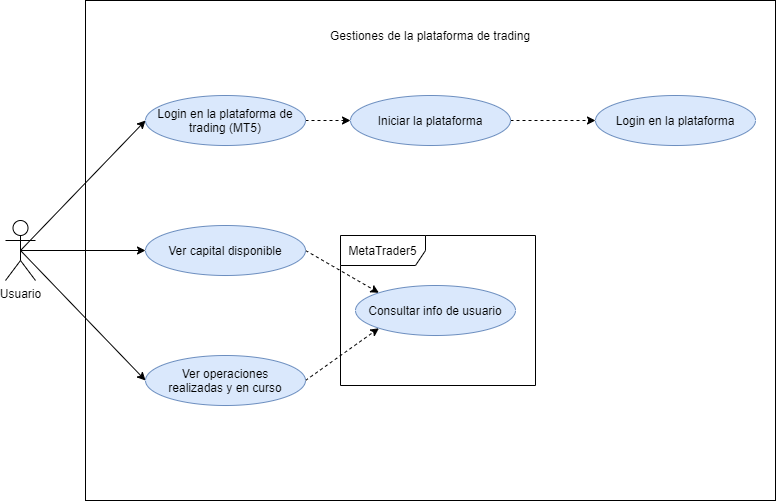 Gestiones de la plataforma de trading
Login en la plataforma de
trading (MT5)
Iniciar la plataforma
Login en la plataforma
Usuario
Ver capital disponible
MetaTrader5
Consultar info de usuario
Ver operaciones
realizadas y en curso